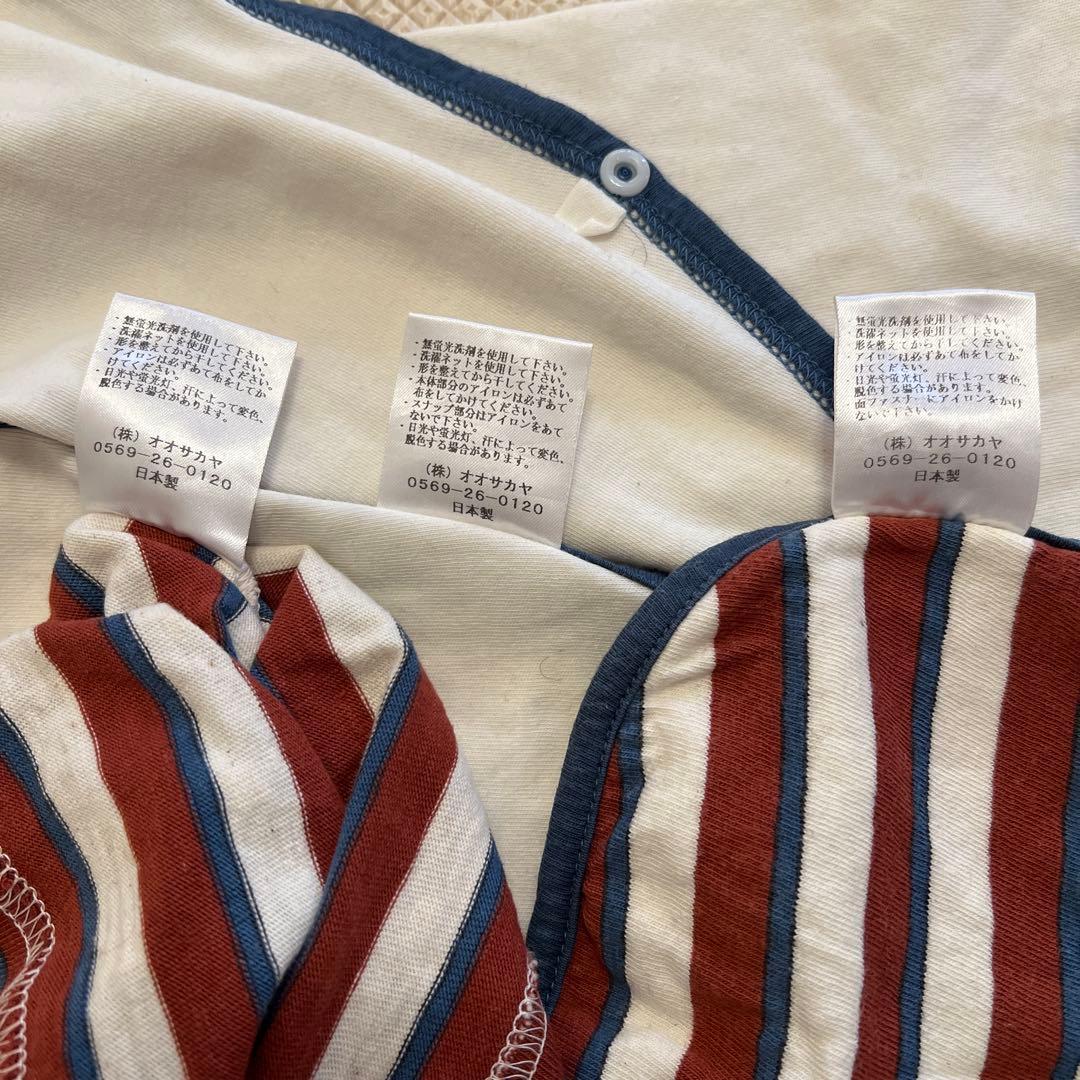 ・無蛍光洗剤を使用して下さい。
・洗濯ネットを使用して下さい。
・形を整えてから干してください。
・アイロンは必ずあて布をしてか
けてください。
・日光や蛍光灯、汗によって変色、
脱色する場合があります。
(株) オオサカヤ
0569-26-0120
日本製
・無蛍光洗剤を使用して下さい。
・洗濯ネットを使用して下さい。
・形を整えてから干してください。
・本体部分のアイロンは必ずあて
布をしてかけてください。
・スナップ部分はアイロンをあて
ないで下さい。
・日光や蛍光灯、汗によって変色、
脱色する場合があります。
(株) オオサカヤ
0569-26-0120
日本製
・無蛍光洗剤を使用して下さい。
・洗濯ネットを使用して下さい。
・形を整えてから干してください。
・アイロンは必ずあて布をしてか
けてください。
・日光や蛍光灯、汗によって変色、
脱色する場合があります。
面ファスナーにアイロンをかけ
ないで下さい。
(株) オオサカヤ
0569-26-0120
日本製